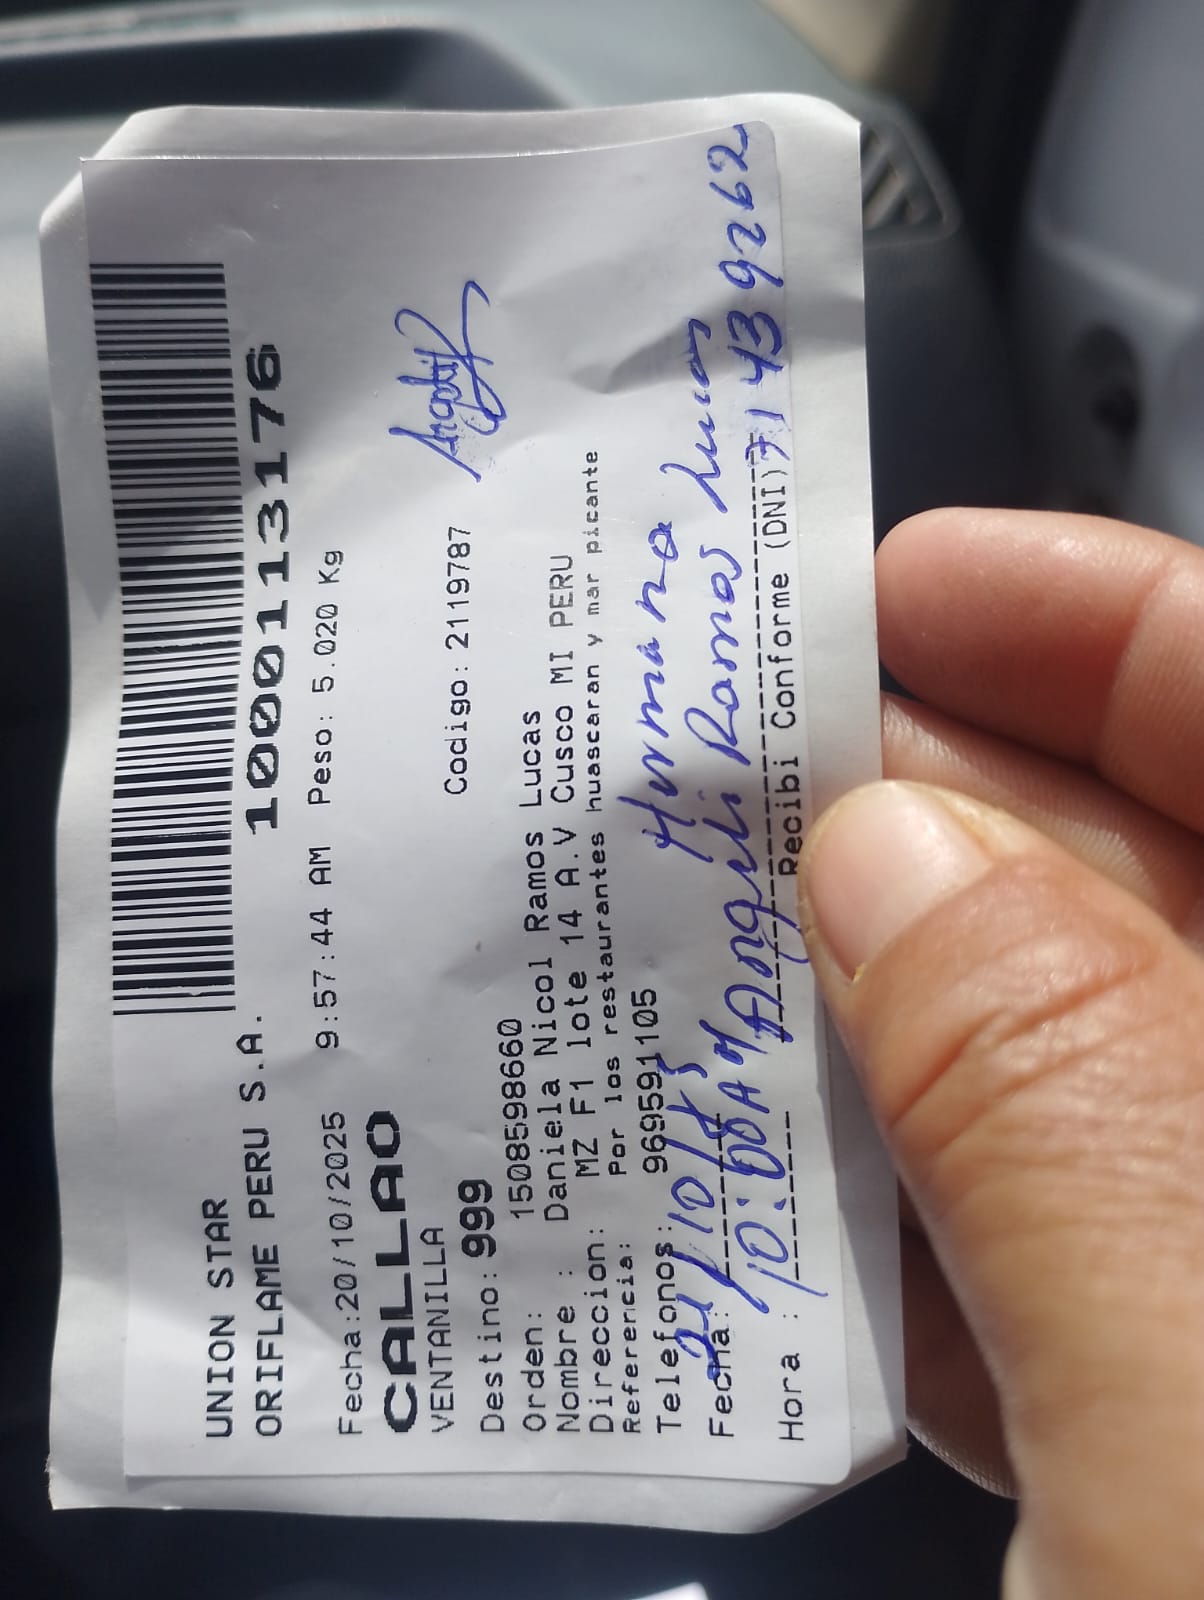 UNION STAR
ORIFLAME PERU S.A. 1000113176
Fecha:20/10/2025 9:57:44 AM Peso: 5.020 Kg
CALLAO
VENTANILLA Codigo: 2119787
Destino: 999
Orden: 1508598660
Nombre : Daniela Nicol Ramos Lucas
Direccion: MZ F1 lote 14 A.V Cusco MI PERU
Referencia: Por los restaurantes huascaran y mar picante
Telefonos: 969591105
Hermana
Fecha: 21/10/25 Angeli Ramos Lucas
Hora : 10:00 AM Recibi Conforme (DNI) 71439262